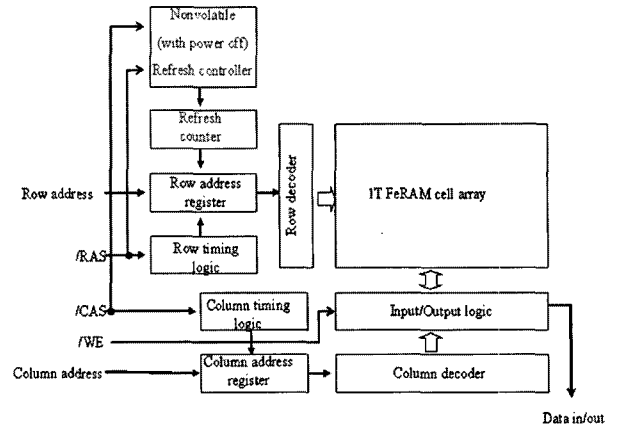 Nonvolatile
(with power off)
Refresh controller
Refresh
counter
Row address
Row address
register
Row decoder
1T FeRAM cell array
/RAS
Row timing
logic
/CAS
Column timing
logic
Input/Output logic
/WE
Column address
Column address
register
Column decoder
Data in/out